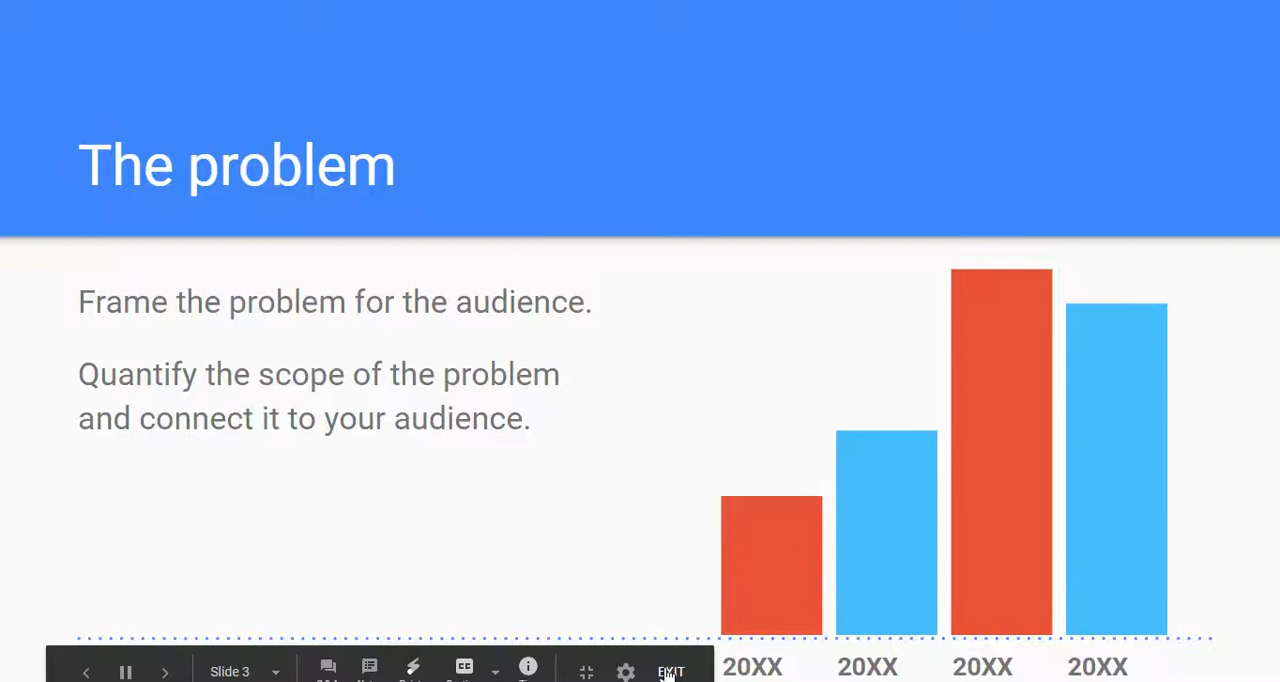 The problem
Frame the problem for the audience.
Quantify the scope of the problem
and connect it to your audience.
20XX 20XX 20XX 20XX
Slide 3
CC
EXIT